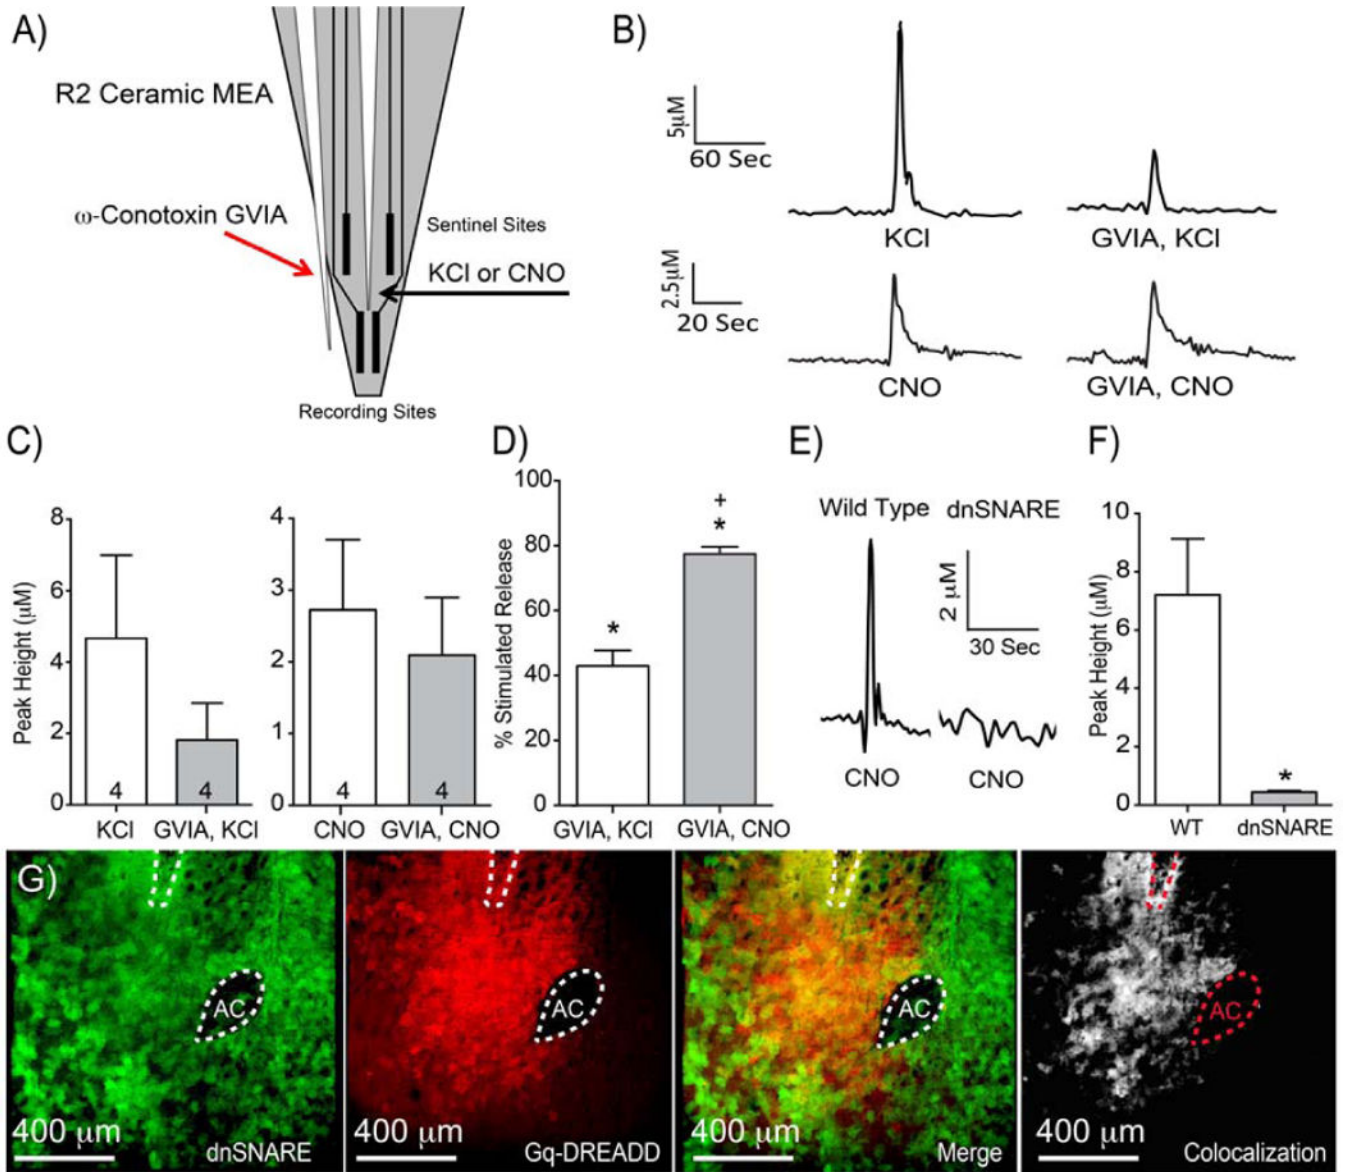 A)
R2 Ceramic MEA
ω-Conotoxin GVIA
Sentinel Sites
KCl or CNO
Recording Sites
B)
5μM
60 Sec
KCl
GVIA, KCl
2.5μM
20 Sec
CNO
GVIA, CNO
C)
Peak Height (μM)
8
6
4
2
0
4
4
KCl
GVIA, KCl
4
3
2
1
0
4
4
CNO
GVIA, CNO
D)
% Stimulated Release
100
80
60
40
20
0
*
+
*
GVIA, KCl
GVIA, CNO
E)
Wild Type
dnSNARE
2 μM
30 Sec
CNO
CNO
F)
Peak Height (μM)
10
8
6
4
2
0
*
WT
dnSNARE
G)
AC
400 μm
dnSNARE
AC
400 μm
Gq-DREADD
AC
400 μm
Merge
AC
400 μm
Colocalization